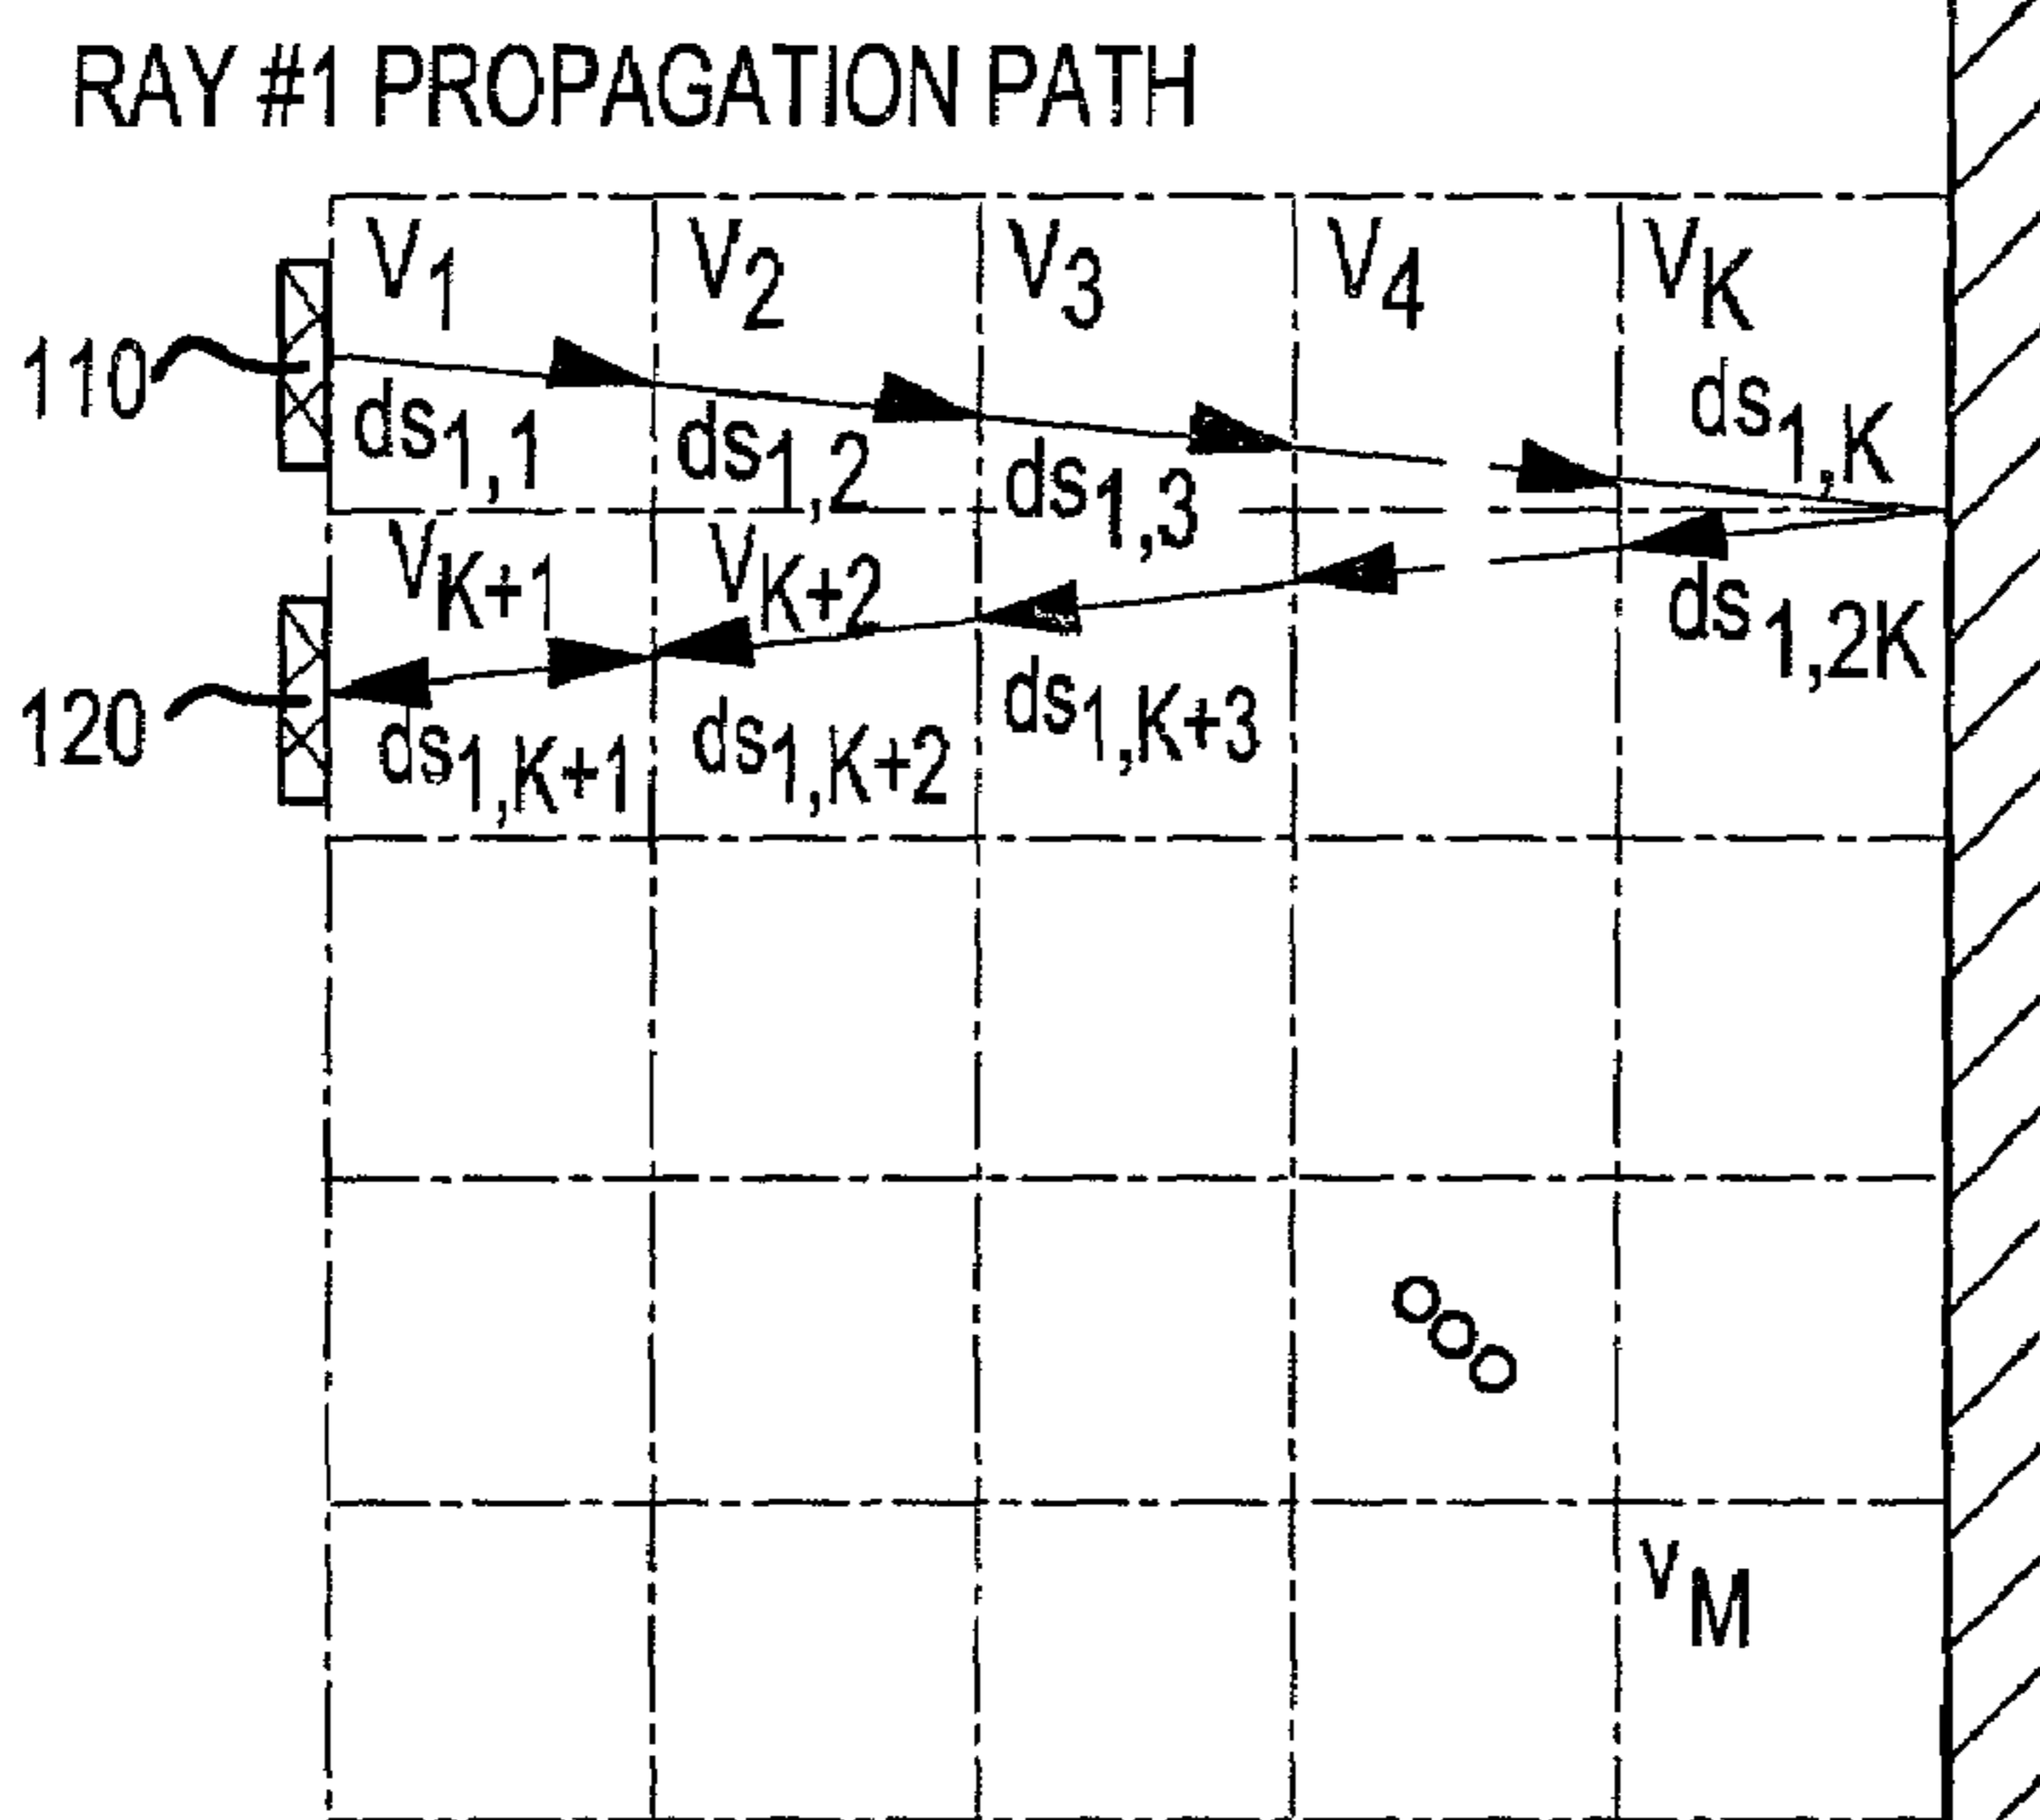 RAY #1 PROPAGATION PATH
V1 V2 V3 V4 VK
110
ds1,1 ds1,2 ds1,3 ds1,K
VK+1 VK+2
ds1,2K
120
ds1,K+1 ds1,K+2 ds1,K+3
vM